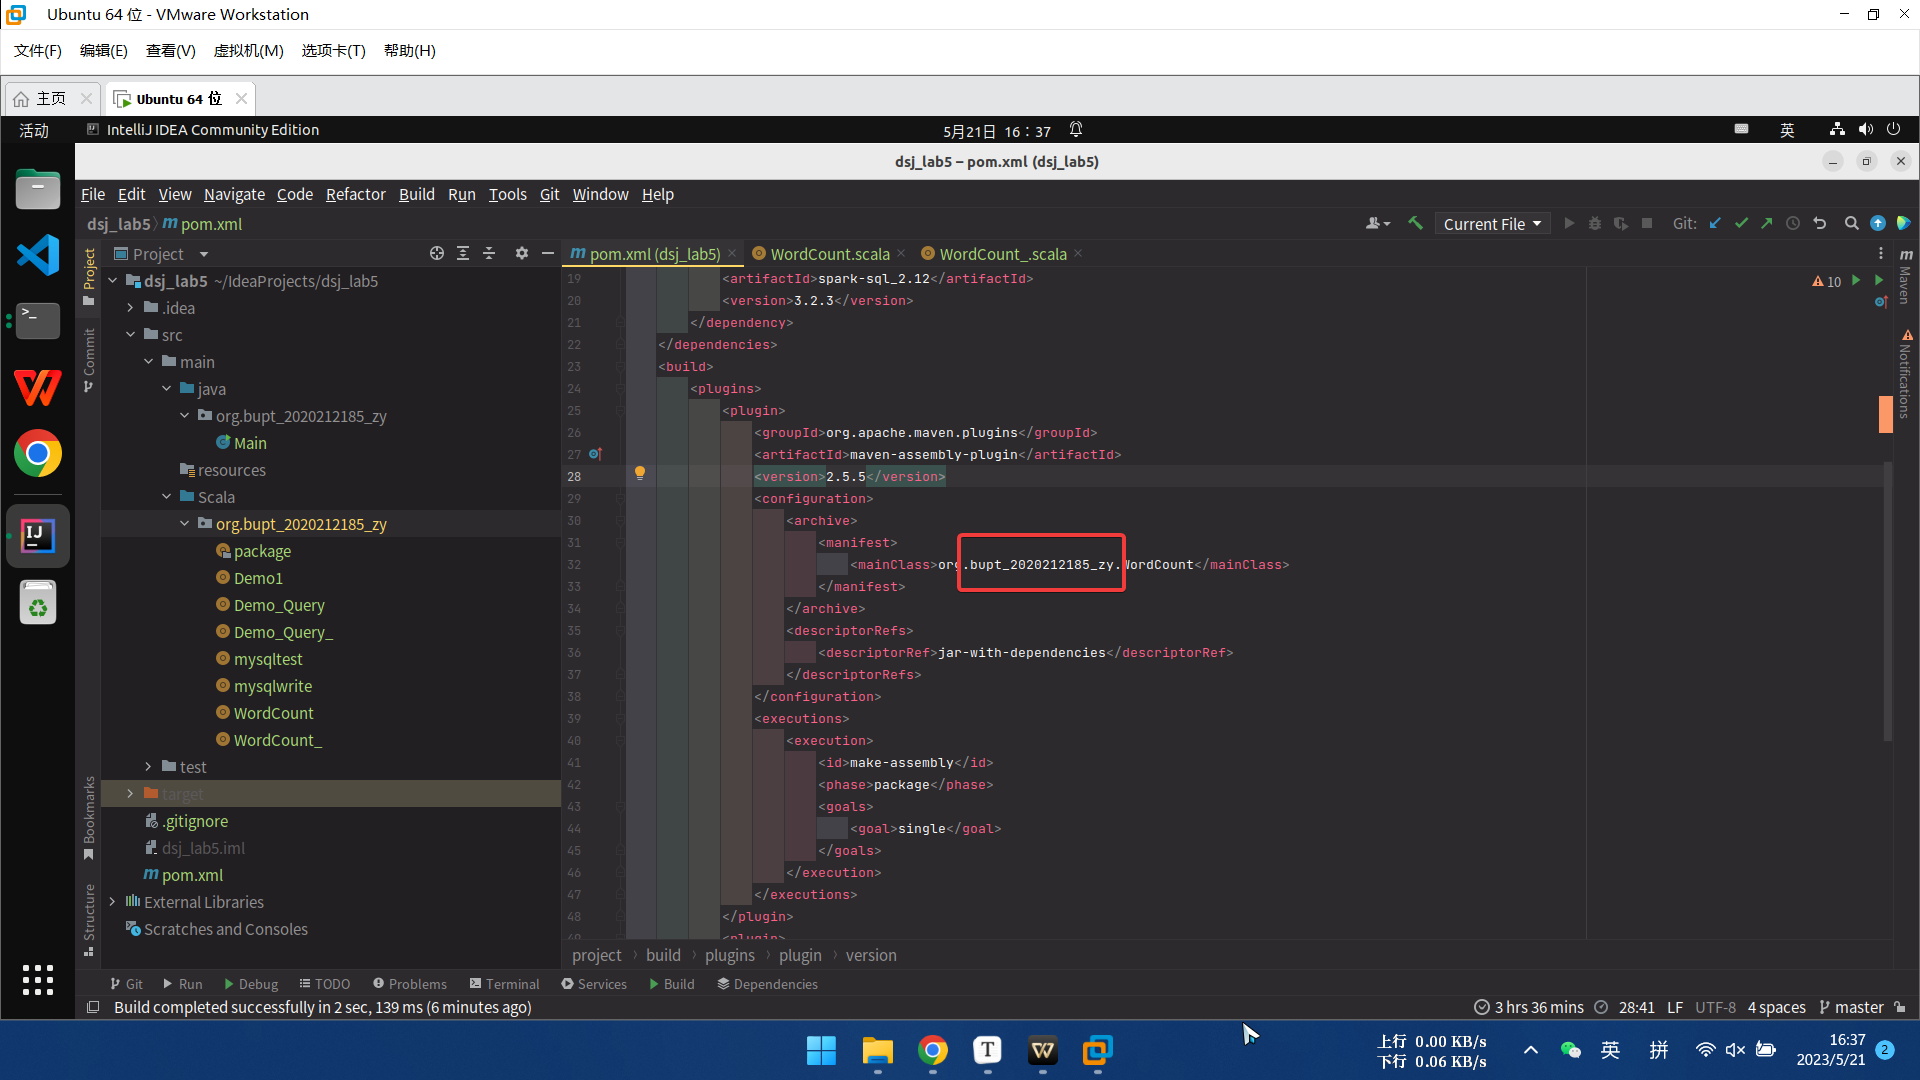 Ubuntu 64 位 - VMware Workstation
文件(F) 编辑(E) 查看(V) 虚拟机(M) 选项卡(T) 帮助(H)
主页 Ubuntu 64 位
活动 IntelliJ IDEA Community Edition 5月21日 16：37 英
dsj_lab5 – pom.xml (dsj_lab5)
File Edit View Navigate Code Refactor Build Run Tools Git Window Help
dsj_lab5 pom.xml Current File Git:
Project
pom.xml (dsj_lab5) WordCount.scala WordCount_.scala
Project
Commit
Bookmarks
Structure
dsj_lab5 ~/IdeaProjects/dsj_lab5
.idea
src
main
java
org.bupt_2020212185_zy
Main
resources
Scala
org.bupt_2020212185_zy
package
Demo1
Demo_Query
Demo_Query_
mysqltest
mysqlwrite
WordCount
WordCount_
test
target
.gitignore
dsj_lab5.iml
pom.xml
External Libraries
Scratches and Consoles
19 <artifactId>spark-sql_2.12</artifactId>
20 <version>3.2.3</version>
21 </dependency>
22 </dependencies>
23 <build>
24 <plugins>
25 <plugin>
26 <groupId>org.apache.maven.plugins</groupId>
27 <artifactId>maven-assembly-plugin</artifactId>
28 <version>2.5.5</version>
29 <configuration>
30 <archive>
31 <manifest>
32 <mainClass>org.bupt_2020212185_zy.WordCount</mainClass>
33 </manifest>
34 </archive>
35 <descriptorRefs>
36 <descriptorRef>jar-with-dependencies</descriptorRef>
37 </descriptorRefs>
38 </configuration>
39 <executions>
40 <execution>
41 <id>make-assembly</id>
42 <phase>package</phase>
43 <goals>
44 <goal>single</goal>
45 </goals>
46 </execution>
47 </executions>
48 </plugin>
49 <plugin>
10
Maven
Notifications
project build plugins plugin version
Git Run Debug TODO Problems Terminal Services Build Dependencies
Build completed successfully in 2 sec, 139 ms (6 minutes ago) 3 hrs 36 mins 28:41 LF UTF-8 4 spaces master
上行 0.00 KB/s
下行 0.06 KB/s
英 拼
16:37
2023/5/21
2